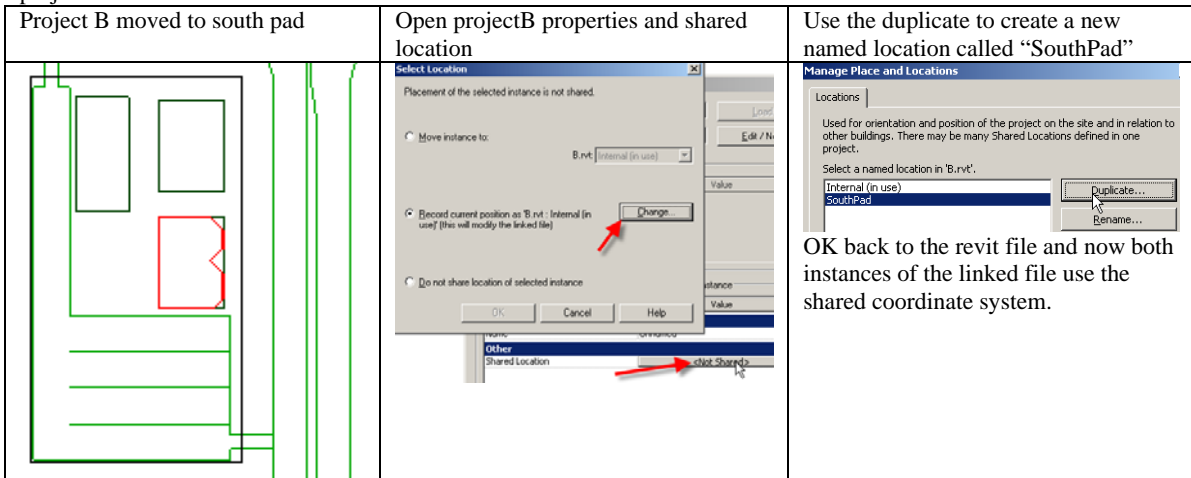 Project B moved to south pad
Open projectB properties and shared
location
Use the duplicate to create a new
named location called “SouthPad”
Select Location
Placement of the selected instance is not shared.
Move instance to:
B.rvt: Internal (in use)
Record current position as 'B.rvt : Internal (in
use)' (this will modify the linked file)
Change...
Do not share location of selected instance
OK Cancel Help
Load
Edit / N
Value
Instance
Value
Name Unnamed
Other
Shared Location <Not Shared>
Manage Place and Locations
Locations
Used for orientation and position of the project on the site and in relation to
other buildings. There may be many Shared Locations defined in one
project.
Select a named location in 'B.rvt'.
Internal (in use)
SouthPad
Duplicate...
Rename...
OK back to the revit file and now both
instances of the linked file use the
shared coordinate system.